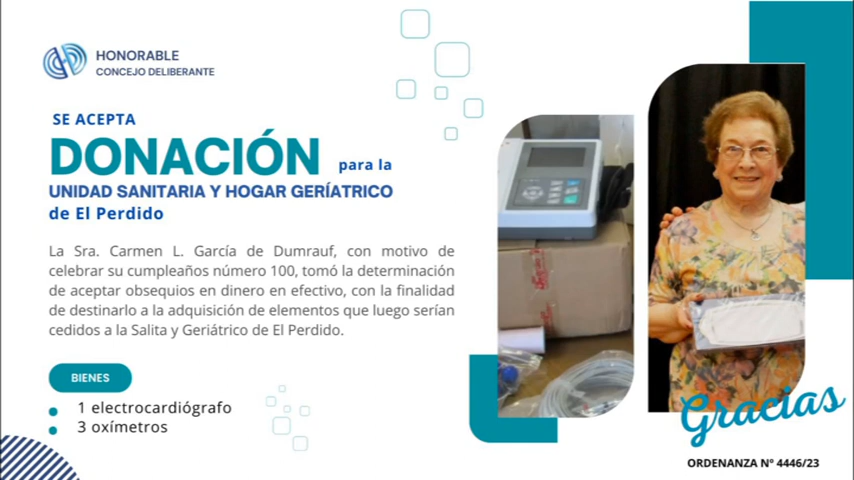 HONORABLE
CONCEJO DELIBERANTE
SE ACEPTA
DONACIÓN para la
UNIDAD SANITARIA Y HOGAR GERÍATRICO
de El Perdido
La Sra. Carmen L. García de Dumrauf, con motivo de
celebrar su cumpleaños número 100, tomó la determinación
de aceptar obsequios en dinero en efectivo, con la finalidad
de destinarlo a la adquisición de elementos que luego serían
cedidos a la Salita y Geriátrico de El Perdido.
BIENES
1 electrocardiógrafo
3 oxímetros
Gracias
ORDENANZA Nº 4446/23